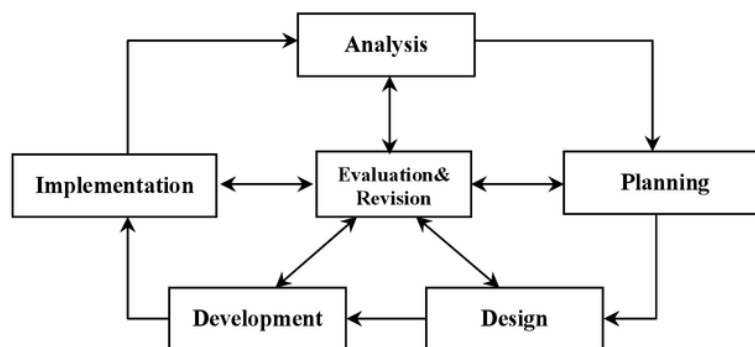 Analysis
Implementation
Evaluation&
Revision
Planning
Development
Design